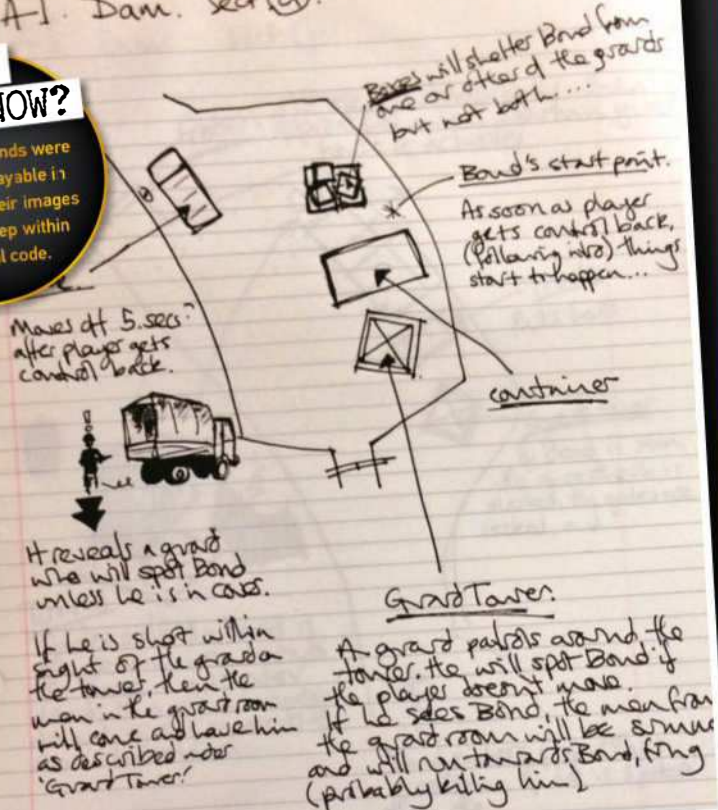 A-1. Dam. Sec
NOW?
nds were
ayable in
eir images
ep within
l code.
Boxes will shelter Bond from
one or other of the guards
but not both....
Bond's start point.
As soon as player
gets control back,
(following intro) things
start to happen...
Moves off 5 secs
after player gets
control back.
container
It reveals a guard
who will spot Bond
unless he is in cover.
If he is shot within
sight of the guard on
the tower, then the
men in the guard room
will come and have him
as described under
'Guard Tower'
Guard Tower.
A guard patrols around the
tower. He will spot Bond if
the player doesn't move.
If he sees Bond, the men from
the guard room will be
and will run towards Bond, firing
(probably killing him)